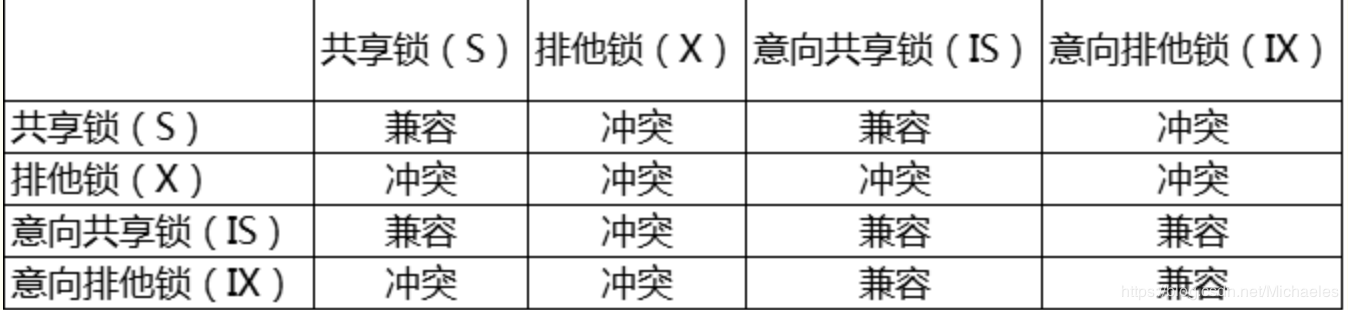 共享锁（S） 排他锁（X） 意向共享锁（IS） 意向排他锁（IX）
共享锁（S） 兼容 冲突 兼容 冲突
排他锁（X） 冲突 冲突 冲突 冲突
意向共享锁（IS） 兼容 冲突 兼容 兼容
意向排他锁（IX） 冲突 冲突 兼容 兼容
https://blog.csdn.net/Michaeles